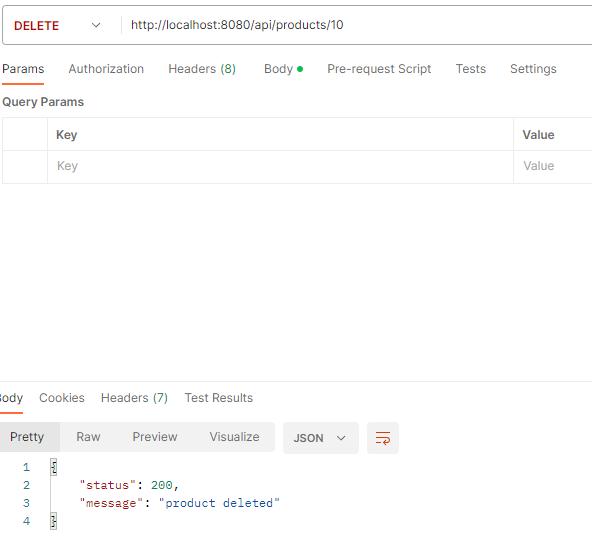 DELETE http://localhost:8080/api/products/10
Params Authorization Headers (8) Body Pre-request Script Tests Settings
Query Params
Key Value
Key Value
Body Cookies Headers (7) Test Results
Pretty Raw Preview Visualize JSON
1 {
2 "status": 200,
3 "message": "product deleted"
4 }